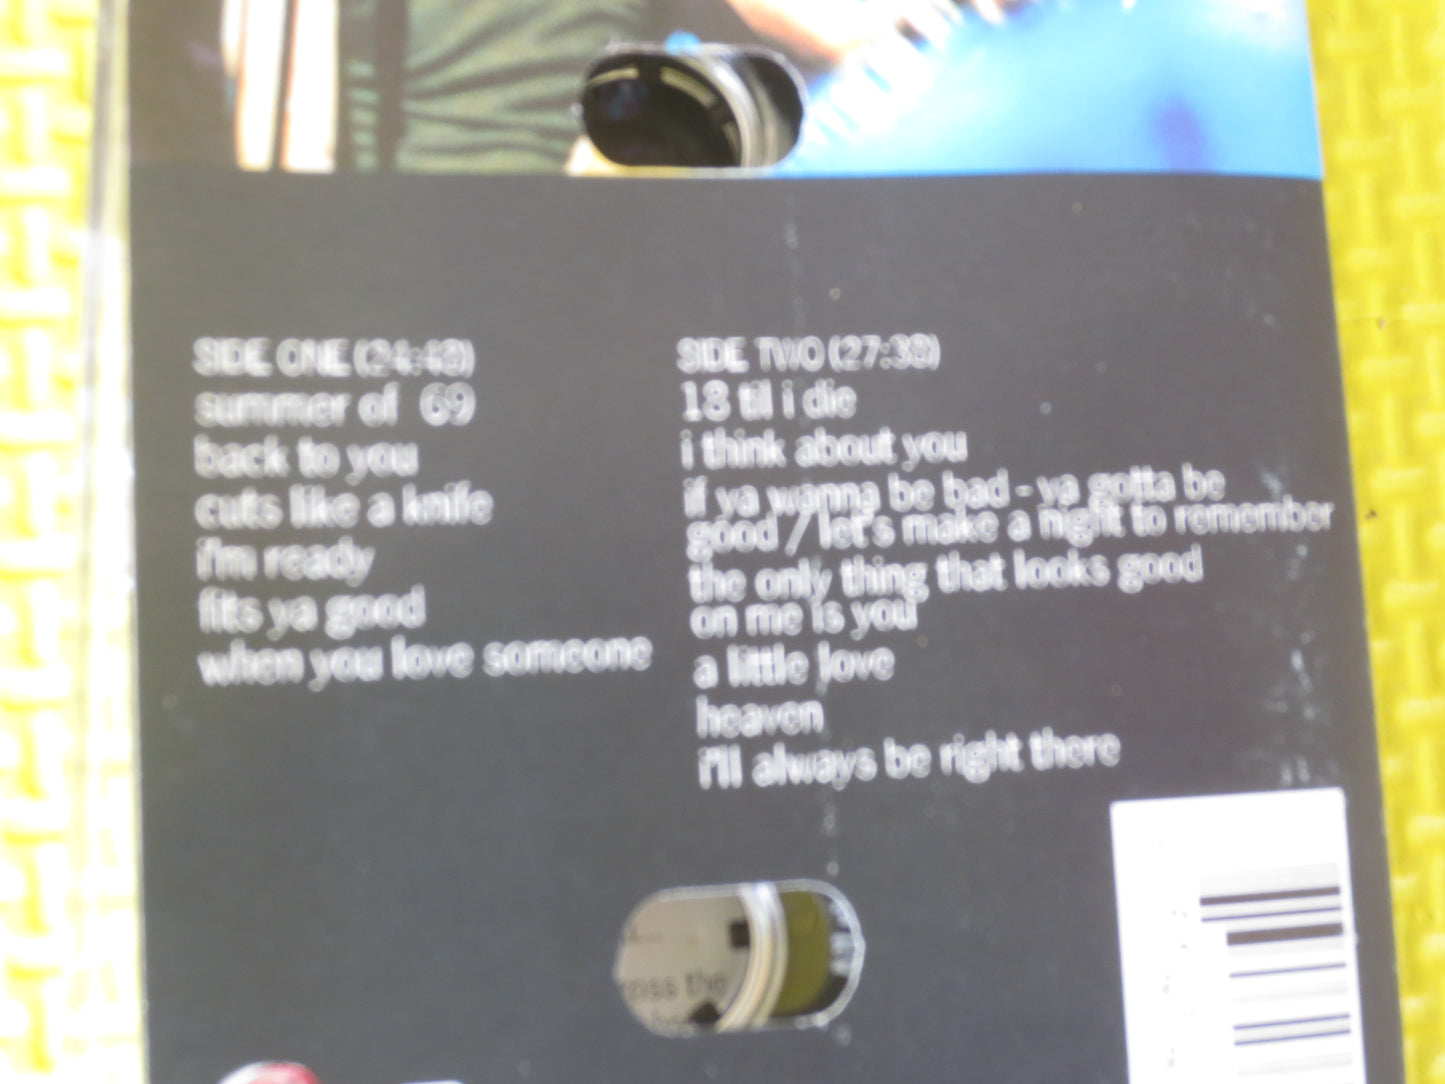 SIDE ONE (24:48)
summer of 69
back to you
cuts like a knife
i'm ready
fits ya good
when you love someone
SIDE TWO (27:38)
18 til i die
i think about you
if ya wanna be bad - ya gotta be
good / let's make a night to remember
the only thing that looks good
on me is you
a little love
heaven
i'll always be right there
ross the